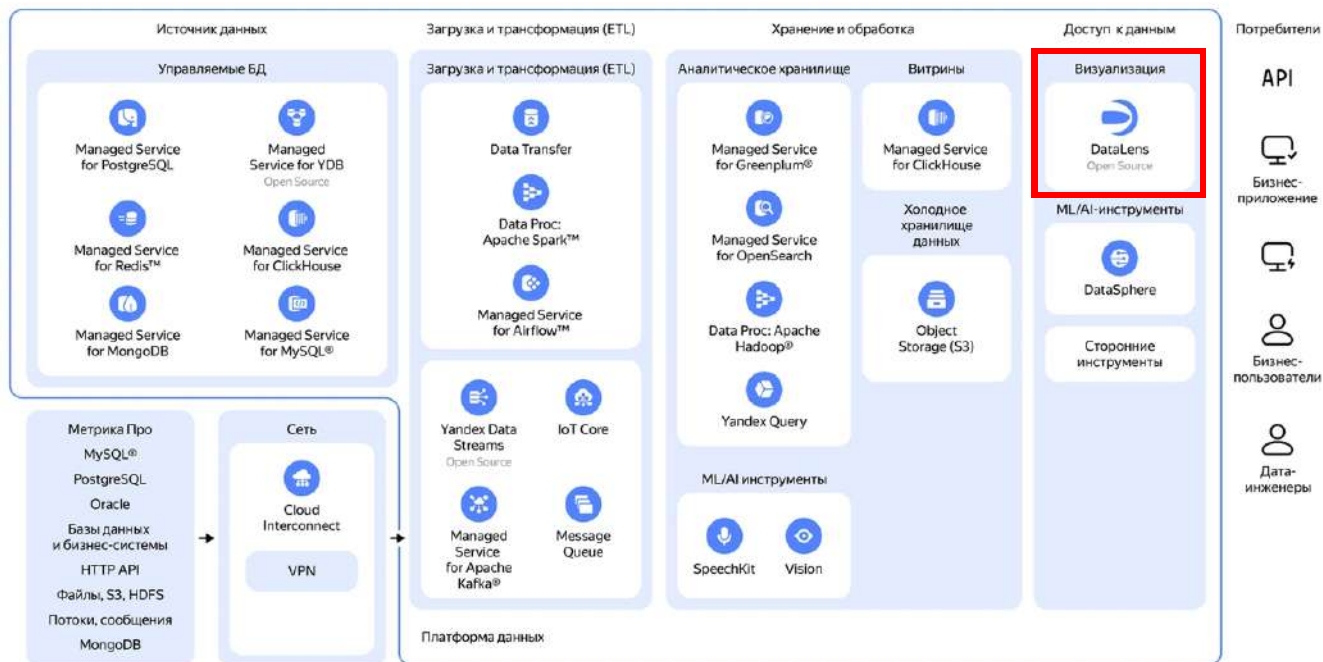 Источник данных
Загрузка и трансформация (ETL)
Хранение и обработка
Доступ к данным
Потребители
Управляемые БД
Managed Service
for PostgreSQL
Managed
Service for YDB
Open Source
Managed Service
for Redis™
Managed Service
for ClickHouse
Managed Service
for MongoDB
Managed Service
for MySQL®
Загрузка и трансформация (ETL)
Data Transfer
Data Proc:
Apache Spark™
Managed Service
for Airflow™
Yandex Data
Streams
Open Source
IoT Core
Managed
Service
for Apache
Kafka®
Message
Queue
Аналитическое хранилище
Managed Service
for Greenplum®
Managed Service
for OpenSearch
Data Proc: Apache
Hadoop®
Yandex Query
ML/AI инструменты
SpeechKit
Vision
Витрины
Managed Service
for ClickHouse
Холодное
хранилище
данных
Object
Storage (S3)
Визуализация
DataLens
Open Source
ML/AI-инструменты
DataSphere
Сторонние
инструменты
API
Бизнес-
приложение
Бизнес-
пользователи
Дата-
инженеры
Метрика Про
MySQL®
PostgreSQL
Oracle
Базы данных
и бизнес-системы
HTTP API
Файлы, S3, HDFS
Потоки, сообщения
MongoDB
Сеть
Cloud
Interconnect
VPN
Платформа данных